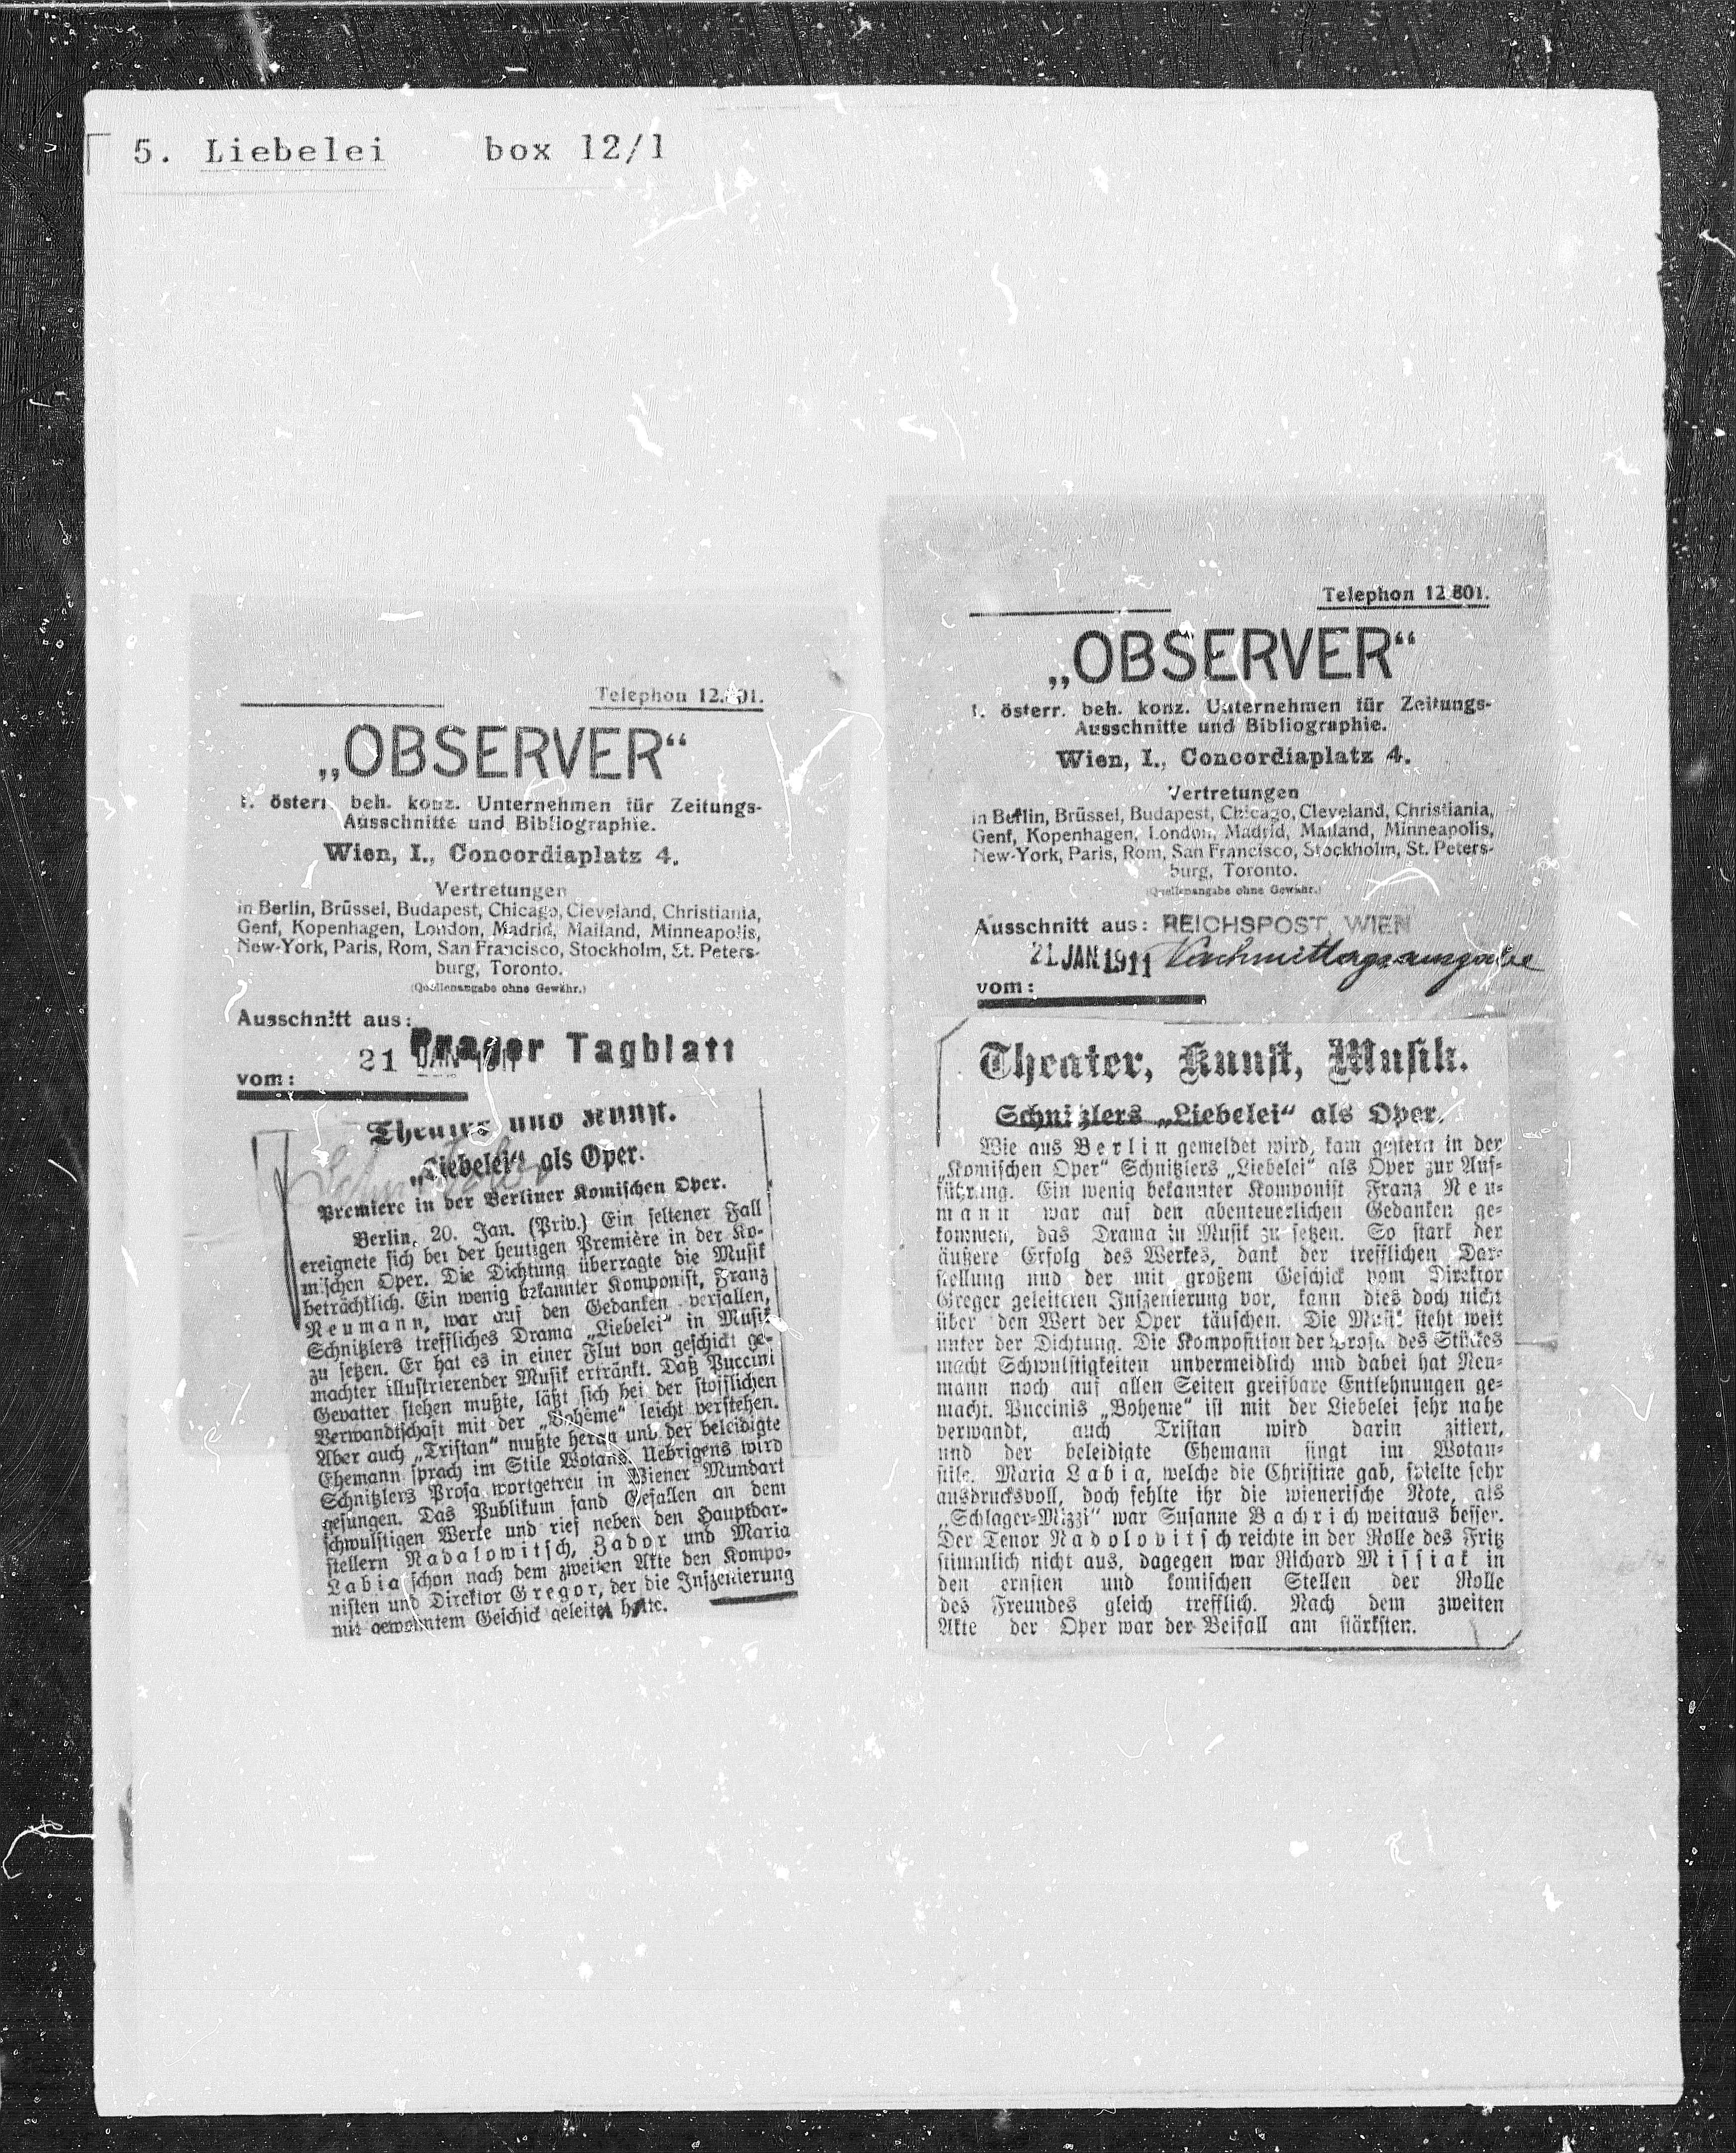 5. Liebelei box 12/1
Telephon 12.801.
„OBSERVER“
I. österr. beh. konz. Unternehmen für Zeitungs-
Ausschnitte und Bibliographie.
Wien, I., Concordiaplatz 4.
Vertretungen
in Berlin, Brüssel, Budapest, Chicago, Cleveland, Christiania,
Genf, Kopenhagen, London, Madrid, Mailand, Minneapolis,
New-York, Paris, Rom, San Francisco, Stockholm, St. Peters-
burg, Toronto.
(Quellenangabe ohne Gewähr.)
Ausschnitt aus:
Prager Tagblatt
21 JAN 1911
vom:
Theater und Kunst.
Schnitzler
„Liebelei“ als Oper.
Premiere in der Berliner Komischen Oper.
Berlin, 20. Jan. (Priv.) Ein seltener Fall
ereignete sich bei der heutigen Première in der Ko-
mischen Oper. Die Dichtung überragte die Musik
beträchtlich. Ein wenig bekannter Komponist, Franz
Neumann, war auf den Gedanken verfallen,
Schnitzlers treffliches Drama „Liebelei“ in Musik
zu setzen. Er hat es in einer Flut von geschickt ge-
machter illustrierender Musik ertränkt. Daß Puccini
Gevatter stehen mußte, läßt sich bei der stofflichen
Verwandtschaft mit der „Bohème“ leicht verstehen.
Aber auch „Tristan“ mußte heran und der beleidigte
Ehemann sprach im Stile Wotans. Uebrigens wird
Schnitzlers Prosa wortgetreu in Wiener Mundart
gesungen. Das Publikum fand Gefallen an dem
schwulstigen Werke und rief neben den Hauptdar-
stellern Nadalowitsch, Zador und Maria
Labia schon nach dem zweiten Akte den Kompo-
nisten und Direktor Gregor, der die Inszenierung
mit gewohntem Geschick geleitet hatte.
Telephon 12.801.
„OBSERVER“
I. österr. beh. konz. Unternehmen für Zeitungs-
Ausschnitte und Bibliographie.
Wien, I., Concordiaplatz 4.
Vertretungen
in Berlin, Brüssel, Budapest, Chicago, Cleveland, Christiania,
Genf, Kopenhagen, London, Madrid, Mailand, Minneapolis,
New-York, Paris, Rom, San Francisco, Stockholm, St. Peters-
burg, Toronto.
(Quellenangabe ohne Gewähr.)
Ausschnitt aus: REICHSPOST, WIEN
21.JAN 1911 Nachmittagsausgabe
vom:
Theater, Kunst, Musik.
Schnitzlers „Liebelei“ als Oper.
Wie aus Berlin gemeldet wird, kam gestern in der
„Komischen Oper“ Schnitzlers „Liebelei“ als Oper zur Auf-
führung. Ein wenig bekannter Komponist Franz Neu-
mann war auf den abenteuerlichen Gedanken ge-
kommen, das Drama in Musik zu setzen. So stark der
äußere Erfolg des Werkes, dank der trefflichen Dar-
stellung und der mit großem Geschick vom Direktor
Gregor geleiteten Inszenierung vor, kann dies doch nicht
über den Wert der Oper täuschen. Die Musik steht weit
unter der Dichtung. Die Komposition der Prosa des Stückes
macht Schwulstigkeiten unvermeidlich und dabei hat Neu-
mann noch auf allen Seiten greifbare Entlehnungen ge-
macht. Puccinis „Boheme“ ist mit der Liebelei sehr nahe
verwandt, auch Tristan wird darin zitiert,
und der beleidigte Ehemann singt im Wotan-
stile. Maria Labia, welche die Christine gab, spielte sehr
ausdrucksvoll, doch fehlte ihr die wienerische Note, als
„Schlager-Mizzi“ war Susanne Bachrich weitaus besser.
Der Tenor Nadolovitsch reichte in der Rolle des Fritz
stimmlich nicht aus, dagegen war Richard Missiak in
den ernsten und komischen Stellen der Rolle
des Freundes gleich trefflich. Nach dem zweiten
Akte der Oper war der Beifall am stärksten.